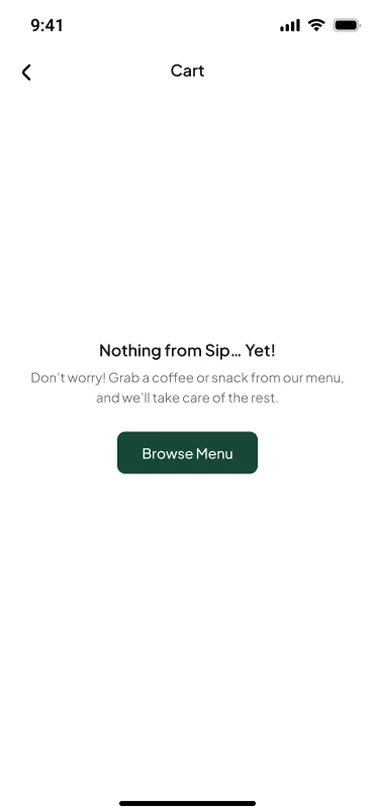 9:41
Cart
Nothing from Sip... Yet!
Don't worry! Grab a coffee or snack from our menu,
and we'll take care of the rest.
Browse Menu